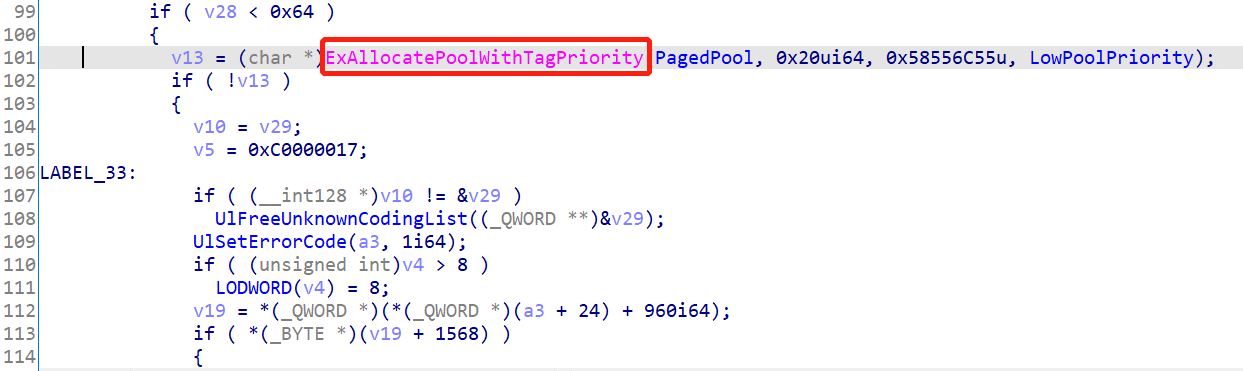 99 if ( v28 < 0x64 )
100 {
101 v13 = (char *)ExAllocatePoolWithTagPriority(PagedPool, 0x20ui64, 0x58556C55u, LowPoolPriority);
102 if ( !v13 )
103 {
104 v10 = v29;
105 v5 = 0xC0000017;
106 LABEL_33:
107 if ( (__int128 *)v10 != &v29 )
108 UlFreeUnknownCodingList((_QWORD **)&v29);
109 UlSetErrorCode(a3, 1i64);
110 if ( (unsigned int)v4 > 8 )
111 LODWORD(v4) = 8;
112 v19 = *(_QWORD *)(*(_QWORD *)(a3 + 24) + 960i64);
113 if ( *(_BYTE *)(v19 + 1568) )
114 {